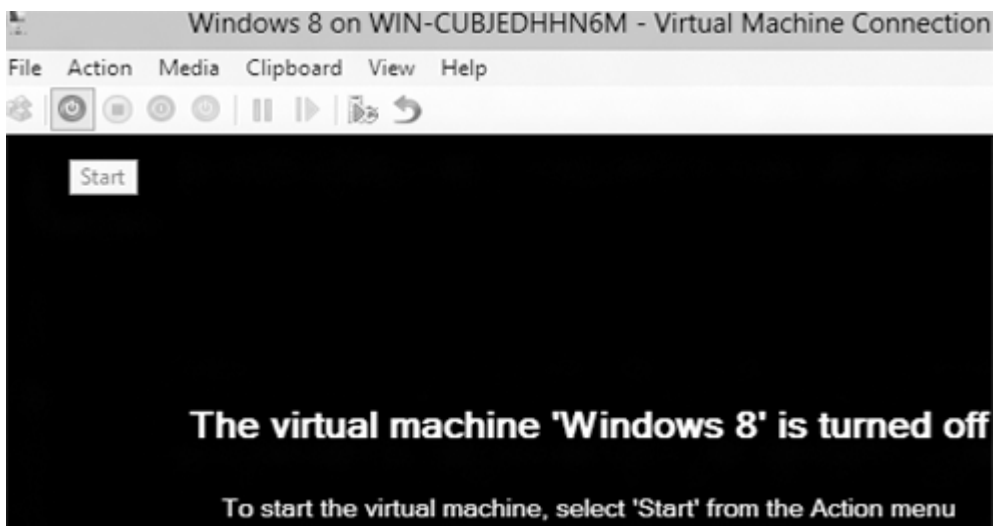 Windows 8 on WIN-CUBJEDHHN6M - Virtual Machine Connection
File Action Media Clipboard View Help
Start
The virtual machine 'Windows 8' is turned off
To start the virtual machine, select 'Start' from the Action menu